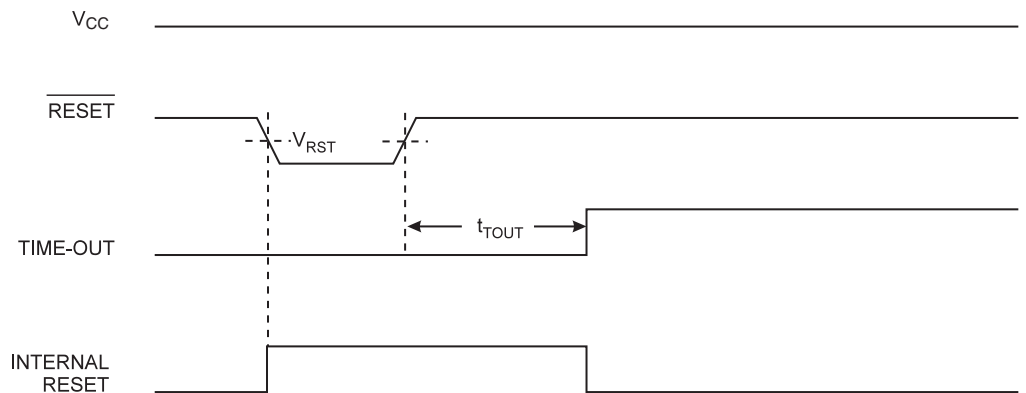 VCC
RESET
VRST
tTOUT
TIME-OUT
INTERNAL
RESET